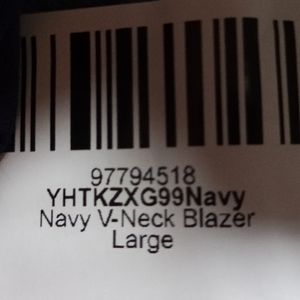 97794518
YHTKZXG99Navy
Navy V-Neck Blazer
Large